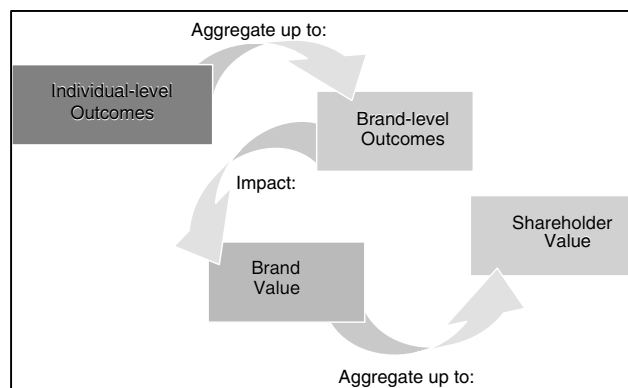 Aggregate up to:
Individual-level
Outcomes
Brand-level
Outcomes
Impact:
Shareholder
Value
Brand
Value
Aggregate up to: